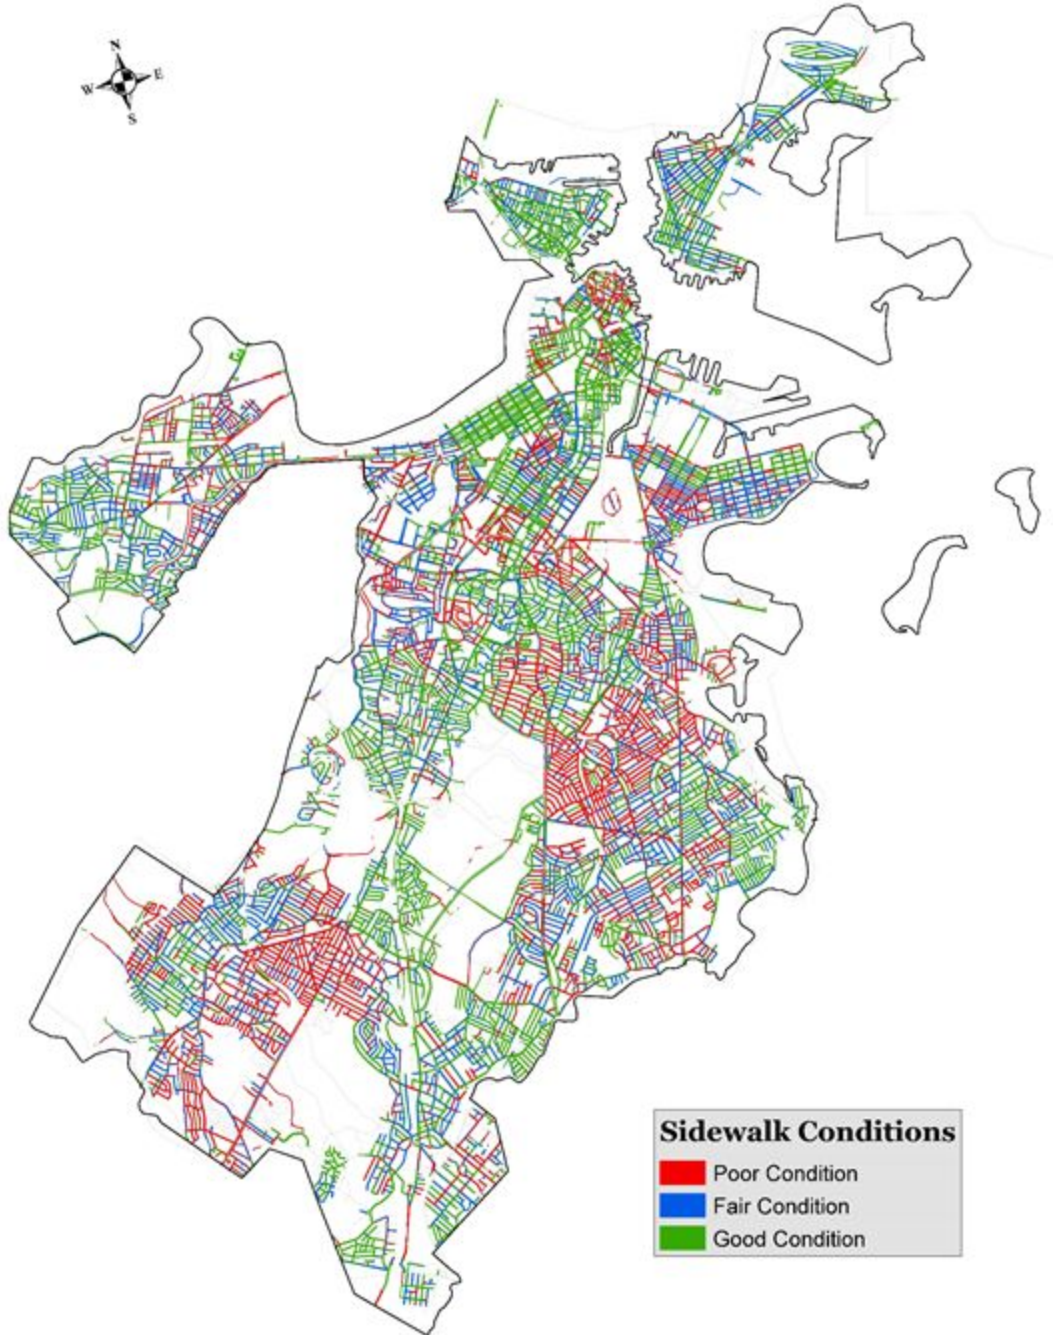 N
W E
S
Sidewalk Conditions
Poor Condition
Fair Condition
Good Condition